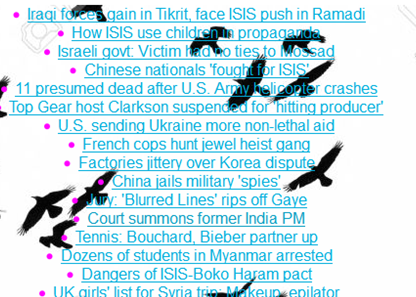 Iraqi forces gain in Tikrit, face ISIS push in Ramadi
How ISIS use children in propaganda
Israeli govt: Victim had no ties to Mossad
Chinese nationals 'fought for ISIS'
11 presumed dead after U.S. Army helicopter crashes
Top Gear host Clarkson suspended for 'hitting producer'
U.S. sending Ukraine more non-lethal aid
French cops hunt jewel heist gang
Factories jittery over Korea dispute
China jails military 'spies'
Jury: 'Blurred Lines' rips off Gaye
Court summons former India PM
Tennis: Bouchard, Bieber partner up
Dozens of students in Myanmar arrested
Dangers of ISIS-Boko Haram pact
UK girls' list for Syria trip: Makeup, epilator